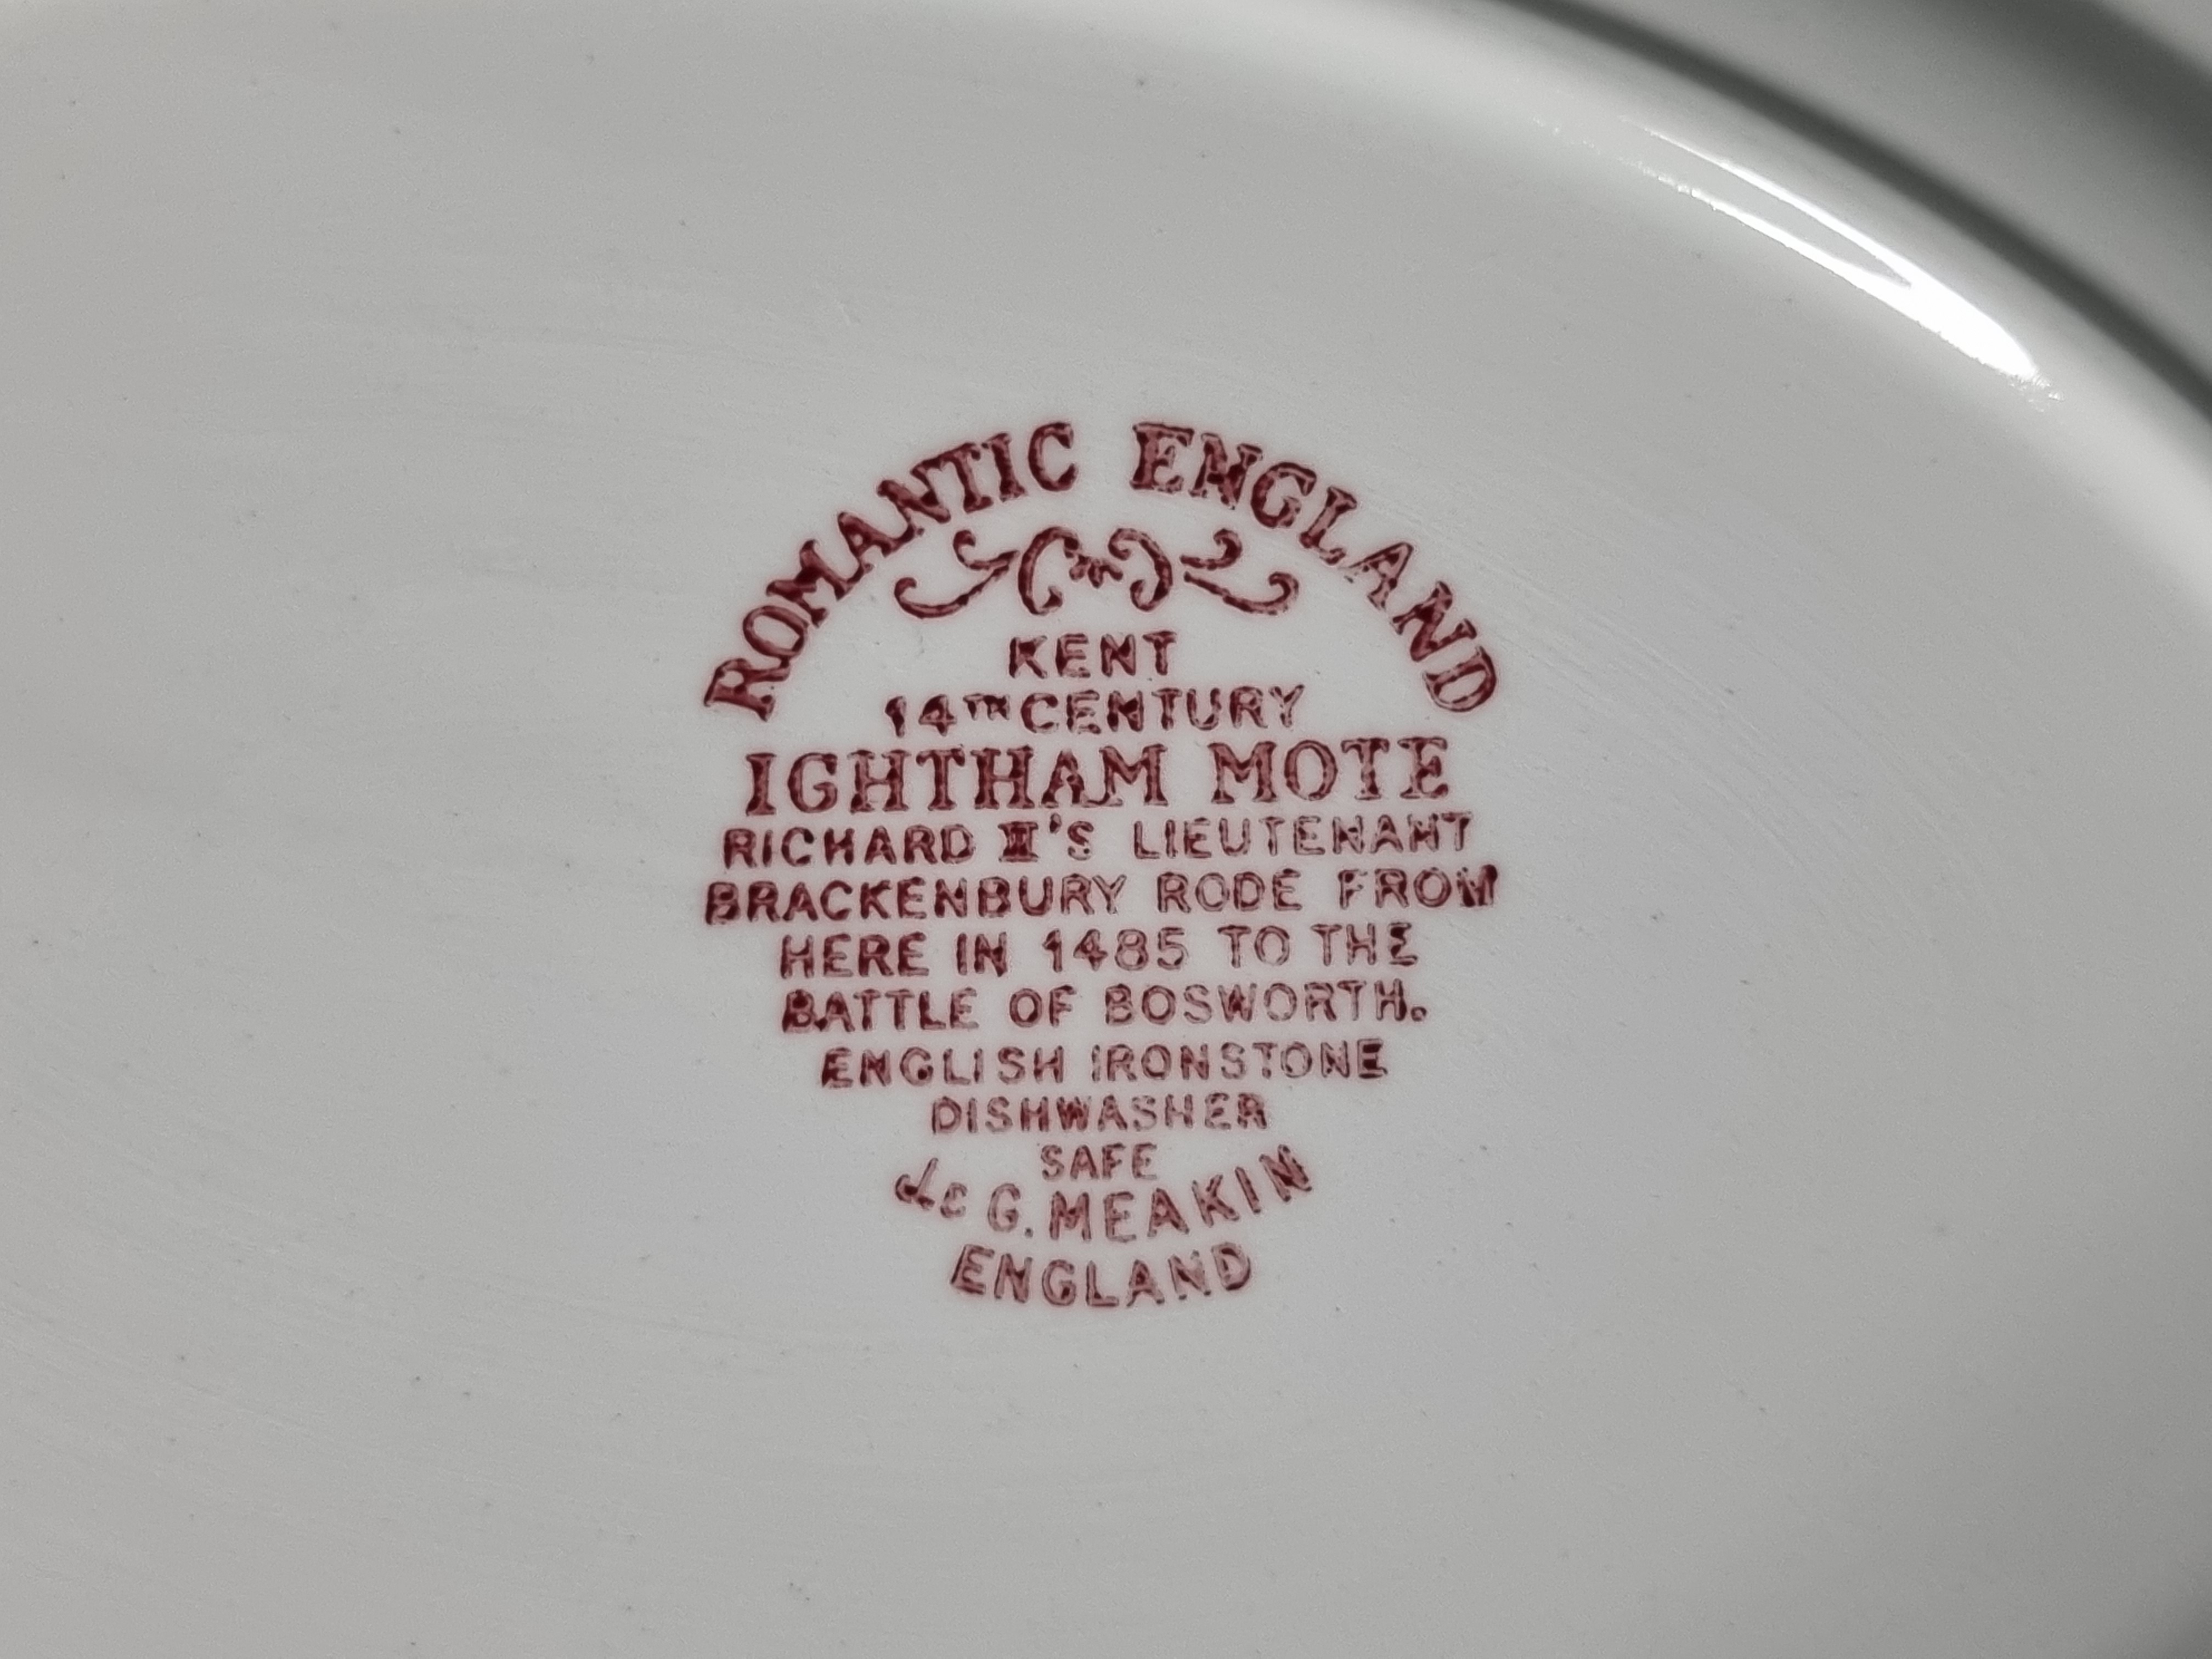 ROMANTIC ENGLAND
KENT
14TH CENTURY
IGHTHAM MOTE
RICHARD III'S LIEUTENANT
BRACKENBURY RODE FROM
HERE IN 1485 TO THE
BATTLE OF BOSWORTH.
ENGLISH IRONSTONE
DISHWASHER
SAFE
J & G. MEAKIN
ENGLAND